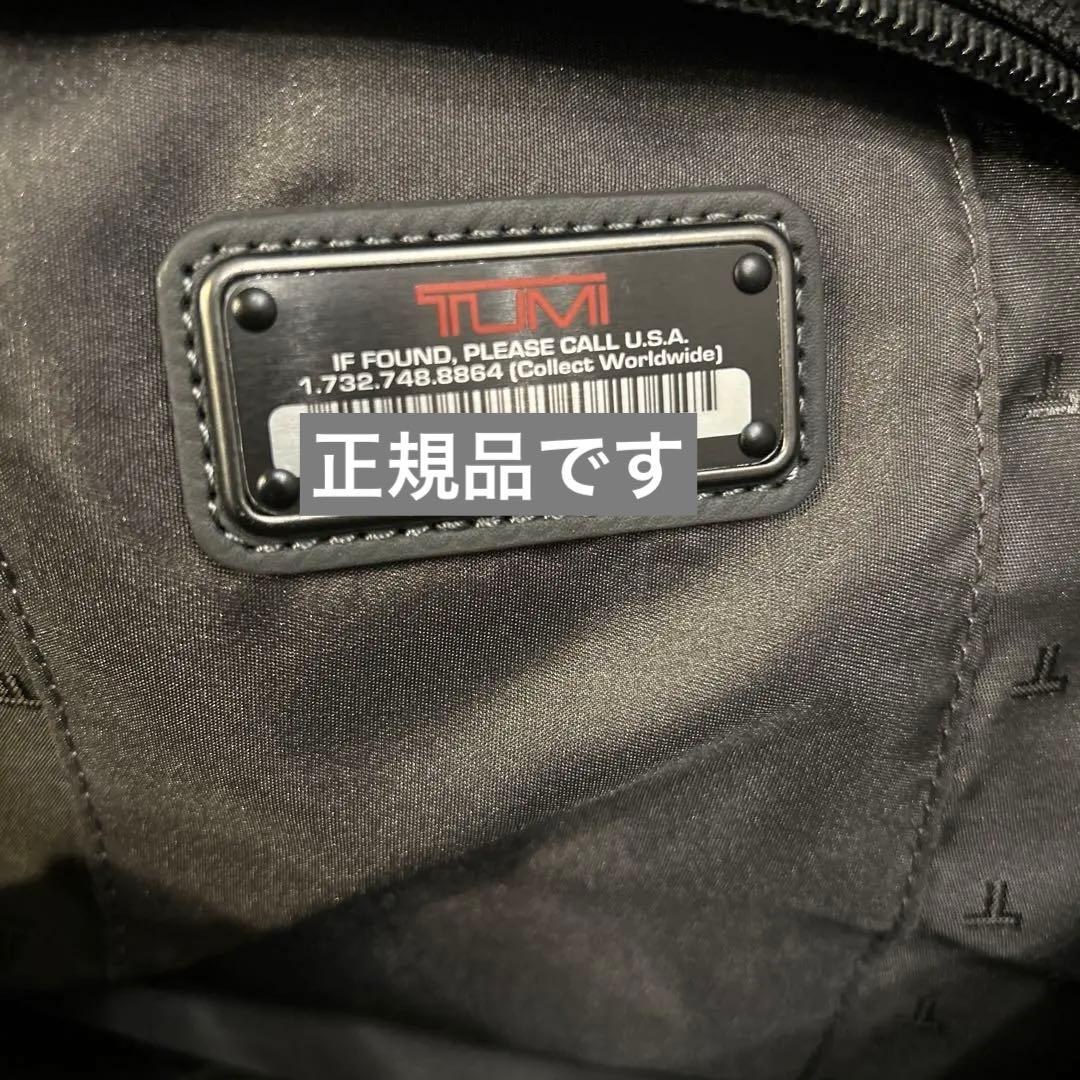 TUMI
IF FOUND, PLEASE CALL U.S.A.
1.732.748.8864 (Collect Worldwide)
正規品です